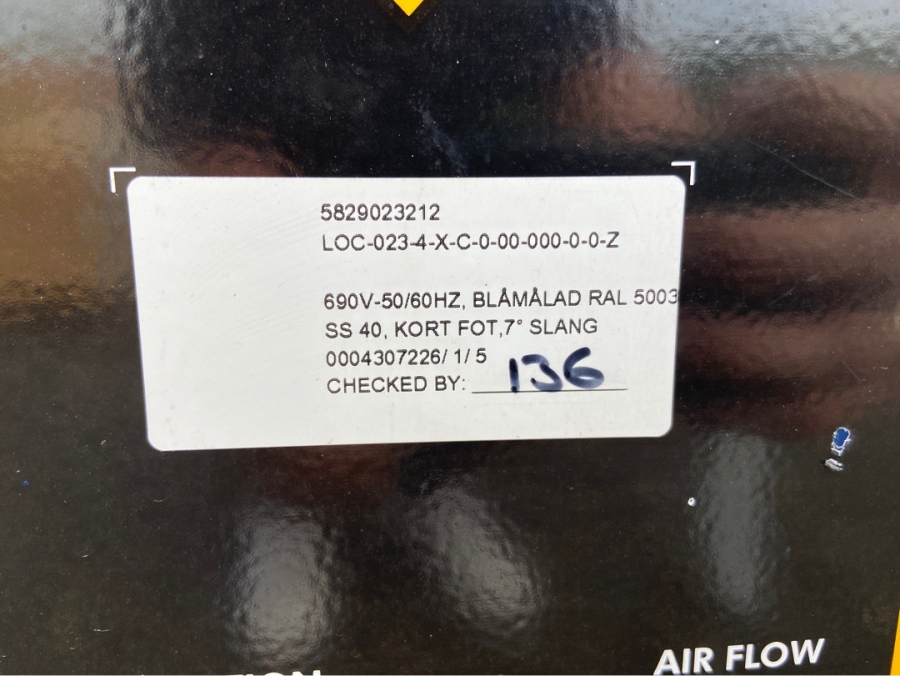 5829023212
LOC-023-4-X-C-0-00-000-0-0-Z
690V-50/60HZ, BLÅMÅLAD RAL 5003
SS 40, KORT FOT,7° SLANG
0004307226/ 1/ 5
CHECKED BY: 136
AIR FLOW